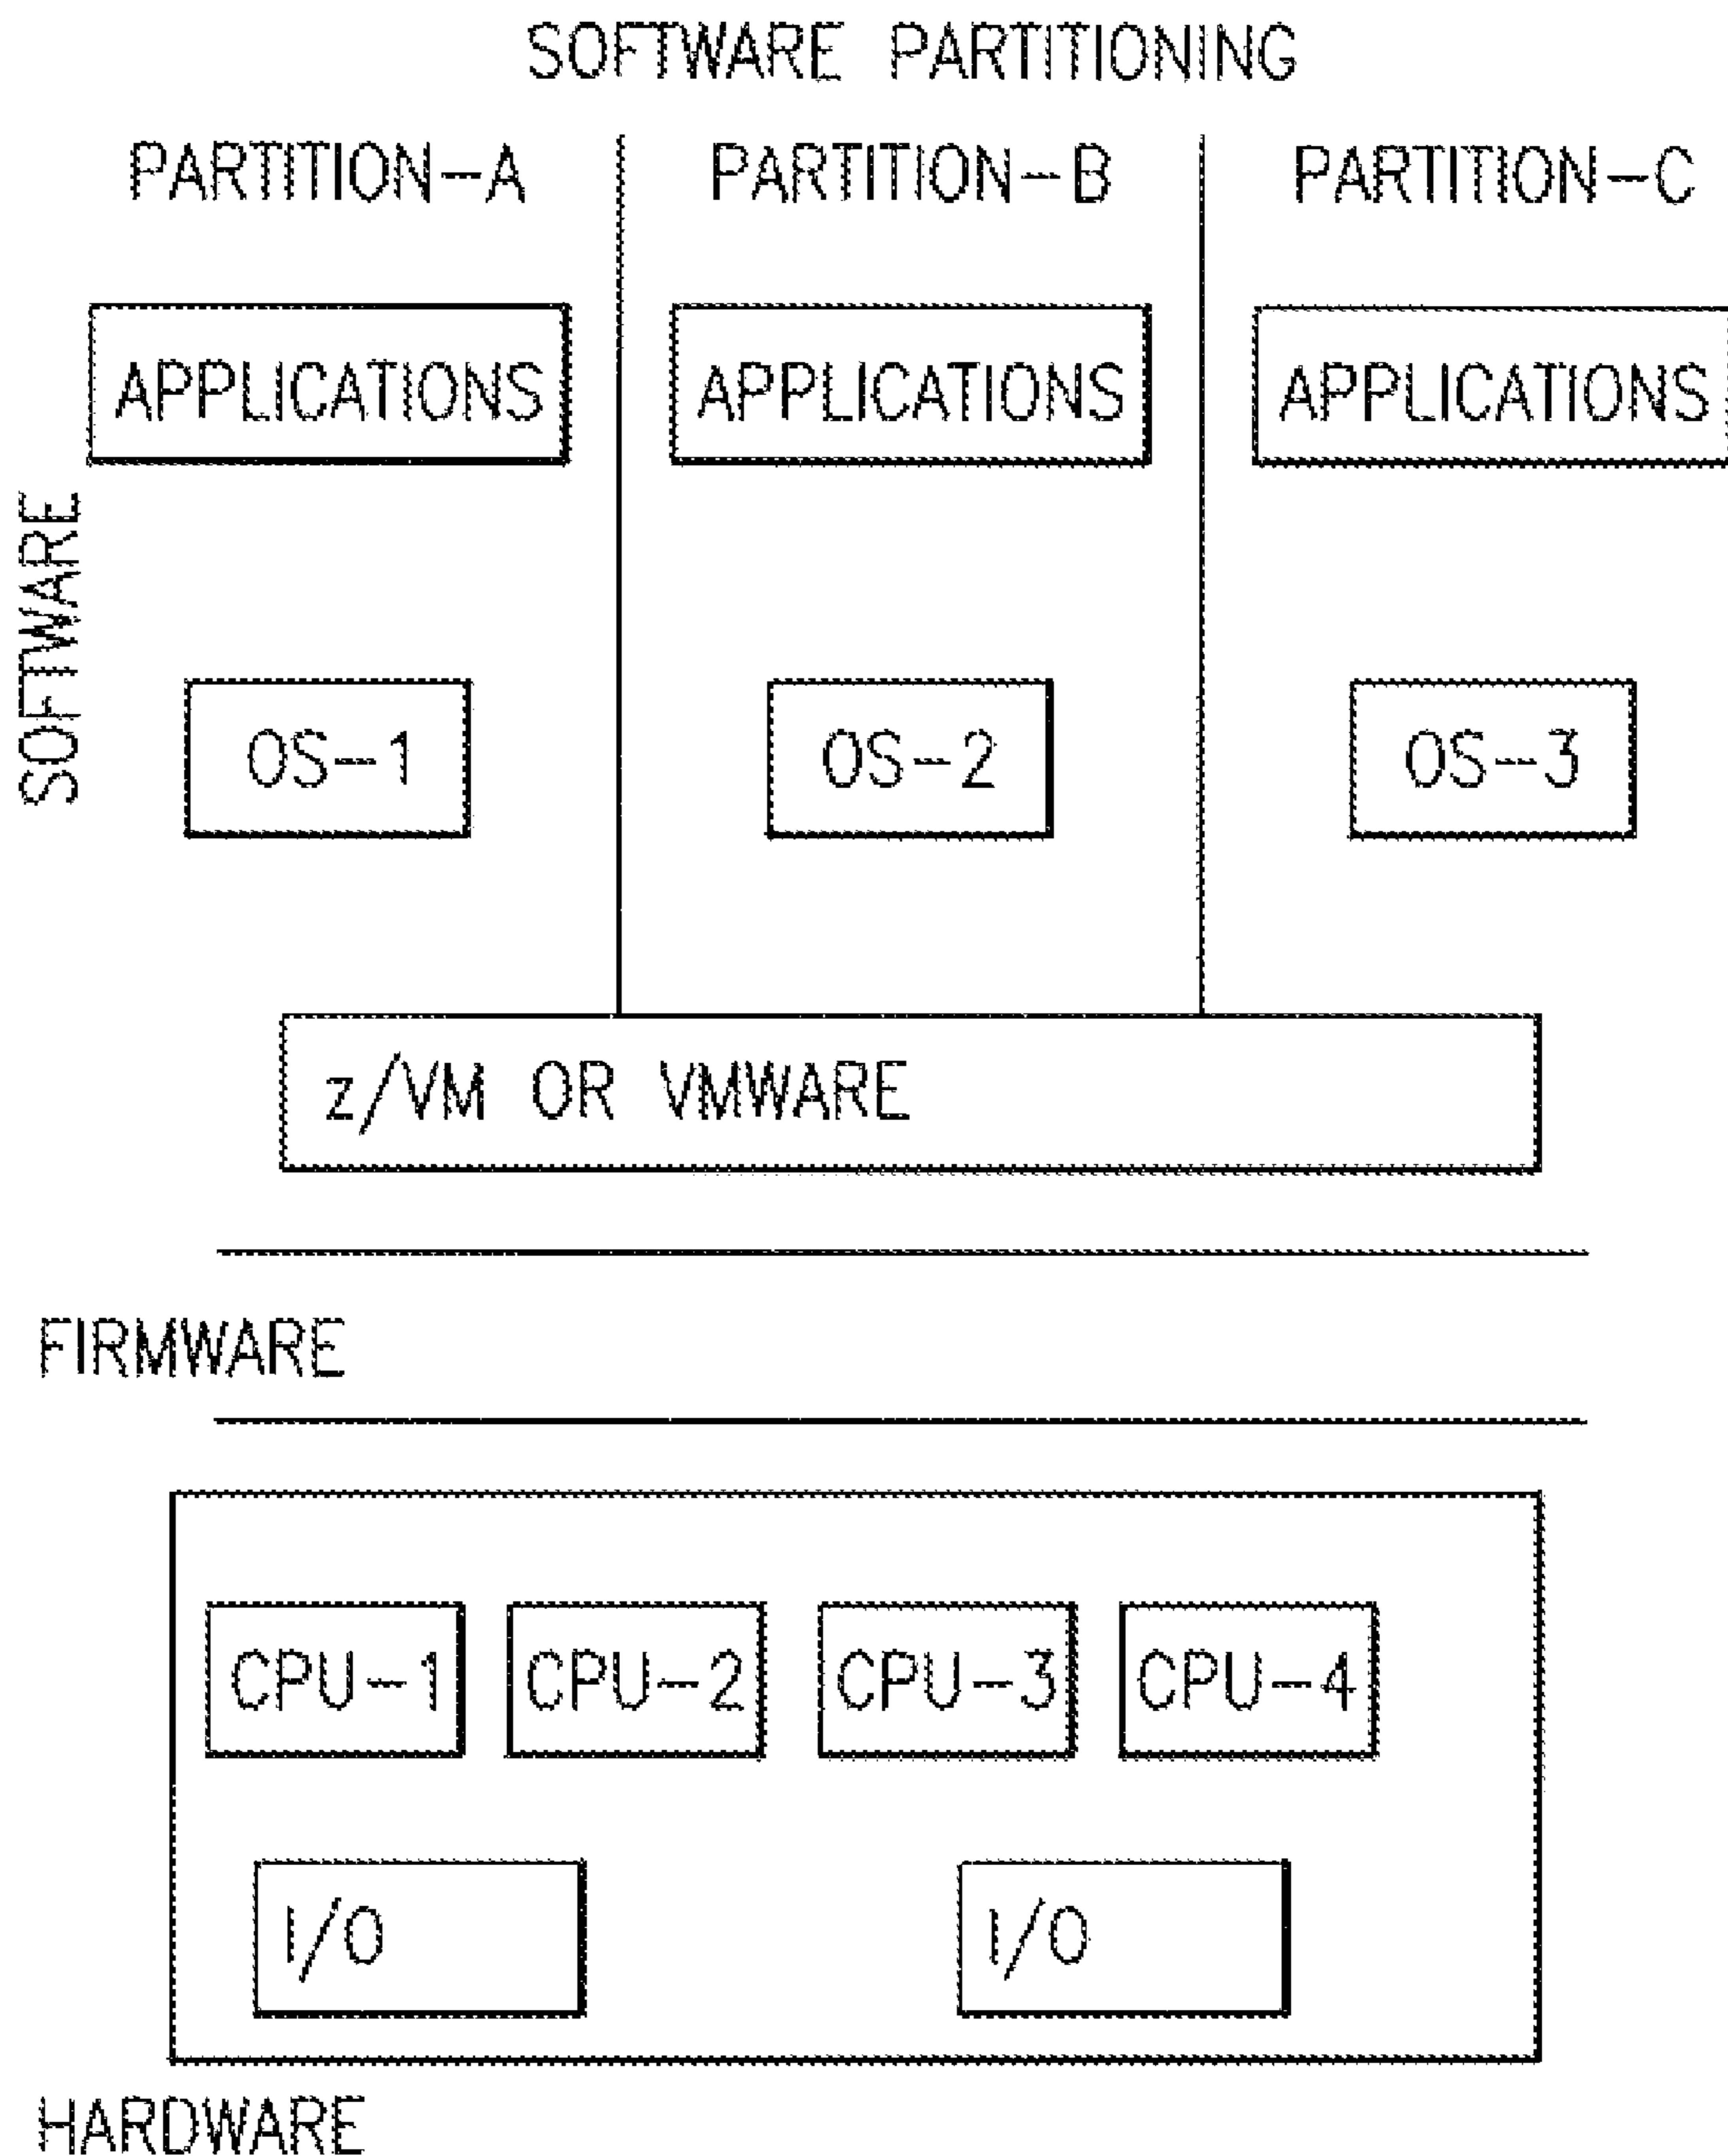 SOFTWARE PARTITIONING
PARTITION-A
PARTITION-B
PARTITION-C
APPLICATIONS
APPLICATIONS
APPLICATIONS
SOFTWARE
OS-1
OS-2
OS-3
z/VM OR VMWARE
FIRMWARE
CPU-1
CPU-2
CPU-3
CPU-4
I/O
I/O
HARDWARE